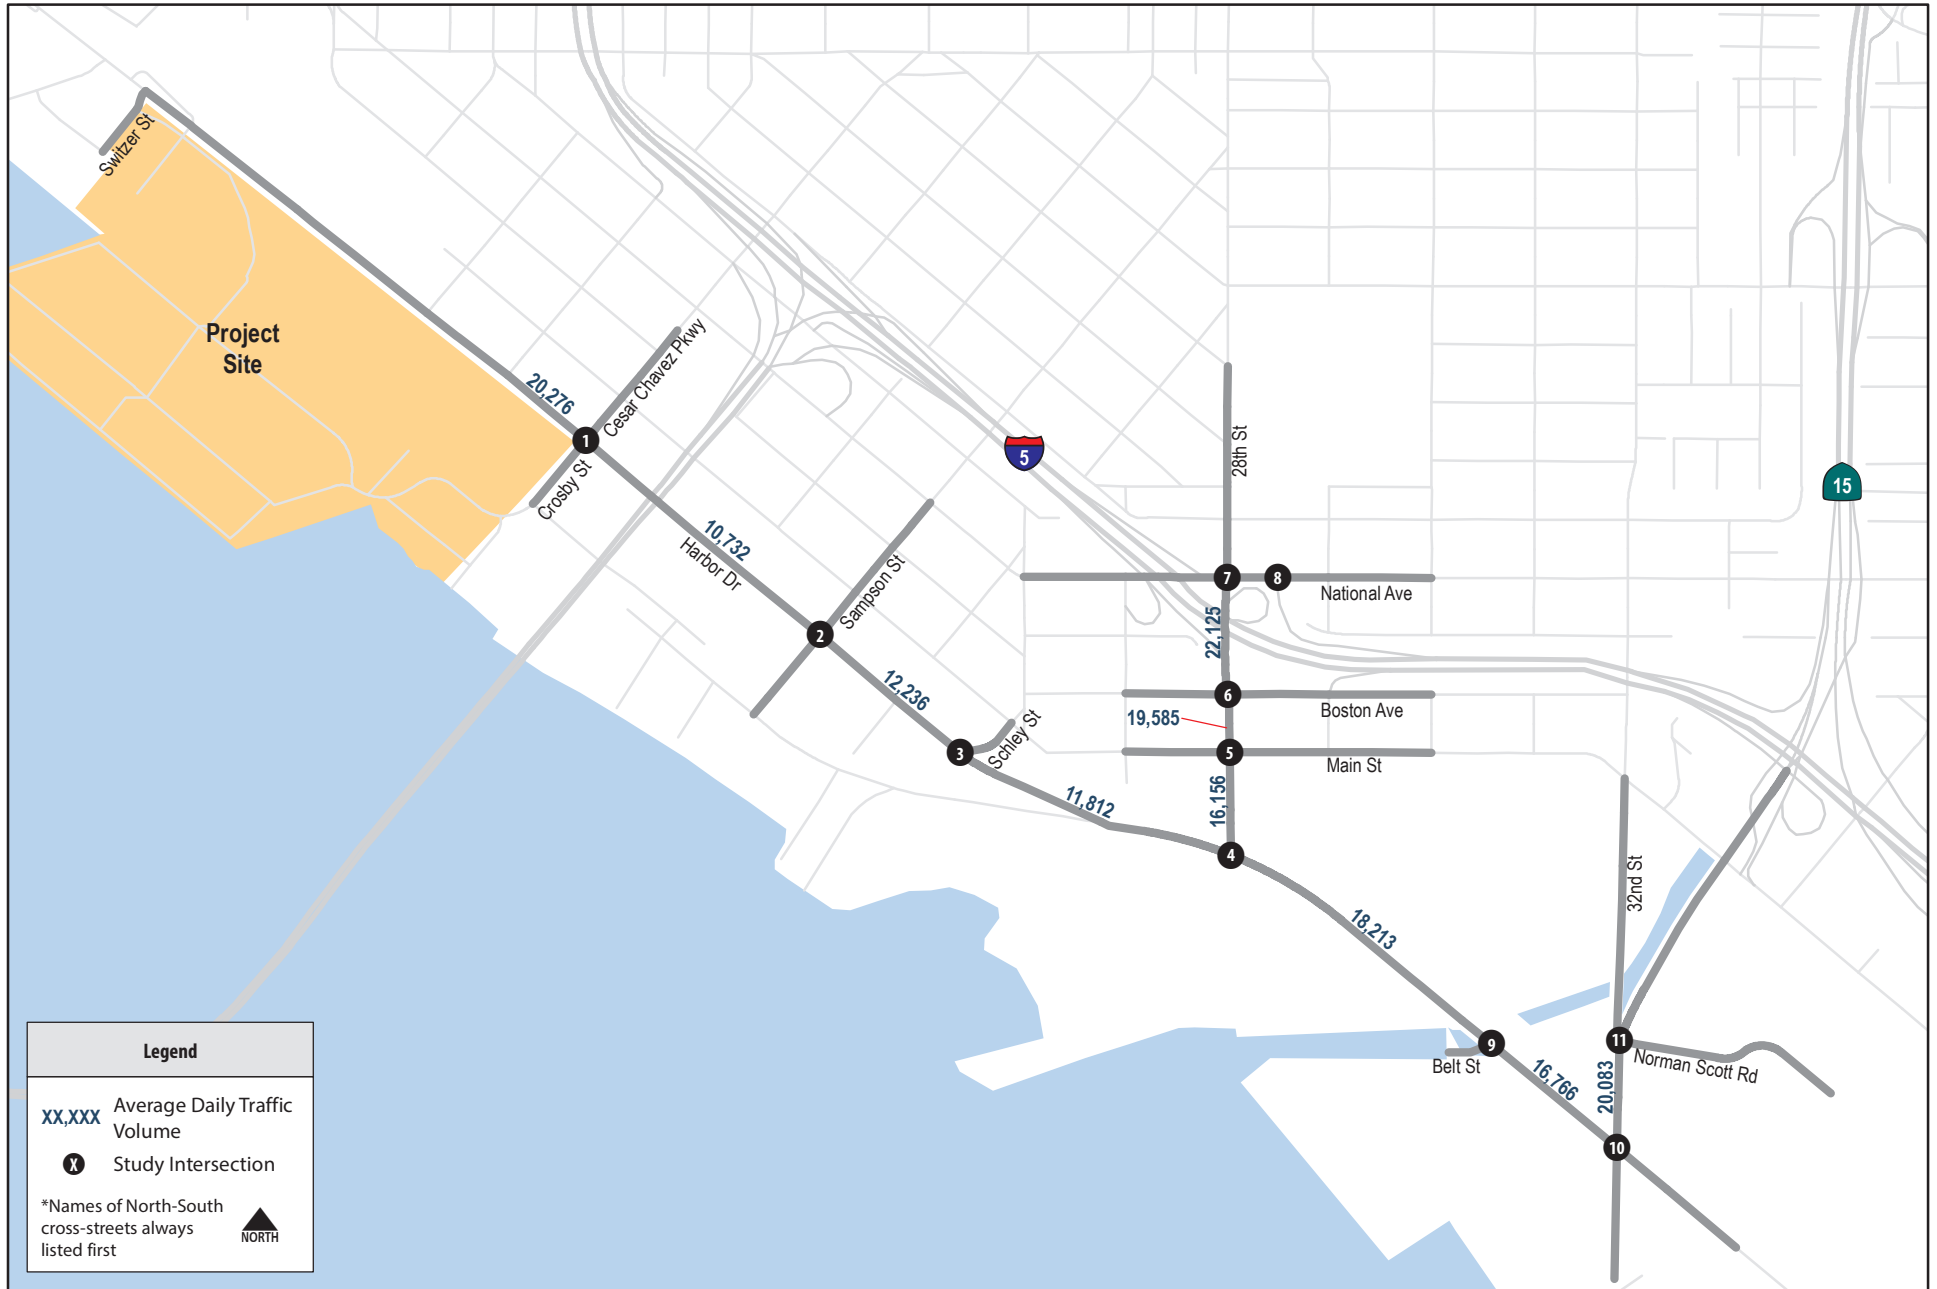 Switzer St
Project
Site
20,276
Cesar Chavez Pkwy
1
Crosby St
10,732
Harbor Dr
Sampson St
2
12,236
3
Schley St
11,812
5
28th St
15
7
8
National Ave
22,125
6
Boston Ave
19,585
5
Main St
16,156
4
18,213
32nd St
9
Belt St
16,766
11
Norman Scott Rd
20,083
10
Legend
XX,XXX Average Daily Traffic
Volume
X Study Intersection
*Names of North-South
cross-streets always
listed first
NORTH